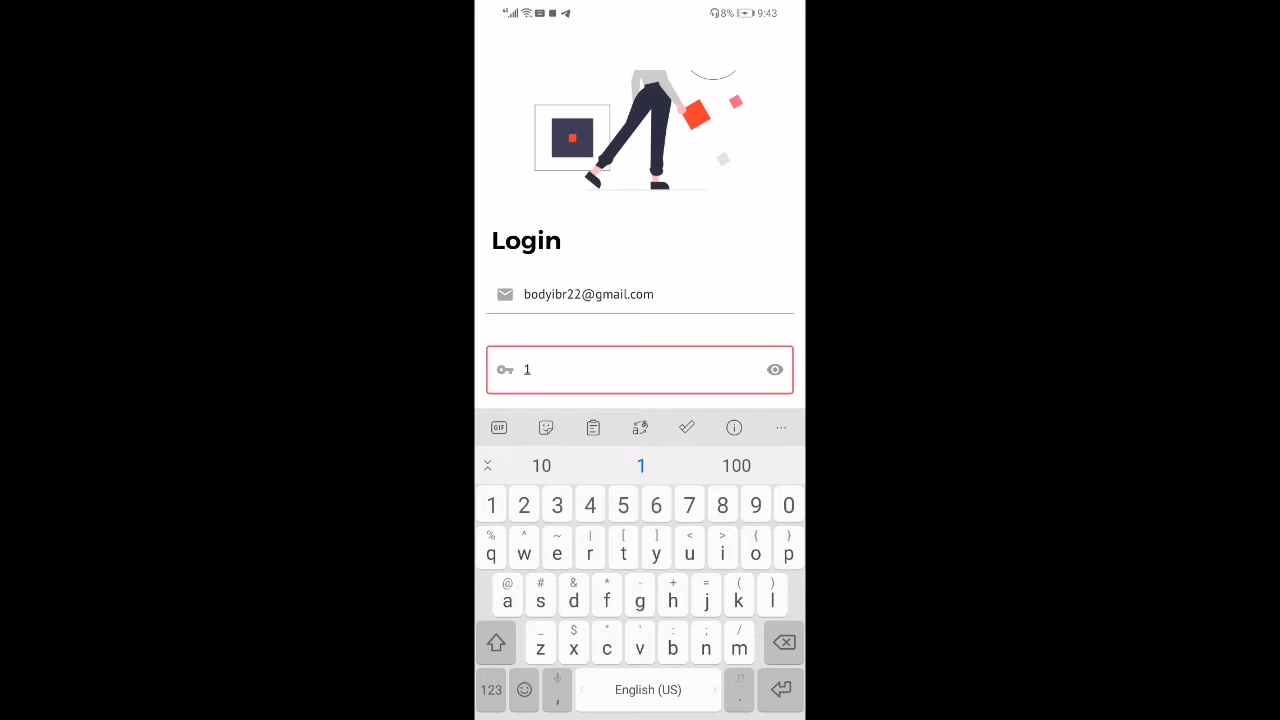 8% 9:43
Login
bodyibr22@gmail.com
1
GIF
10 1 100
1 2 3 4 5 6 7 8 9 0
% ^ ~ | [ ] < > { }
q w e r t y u i o p
@ # & * - + = ( )
a s d f g h j k l
_ $ " ' : ; /
z x c v b n m
!?
123 , English (US) .